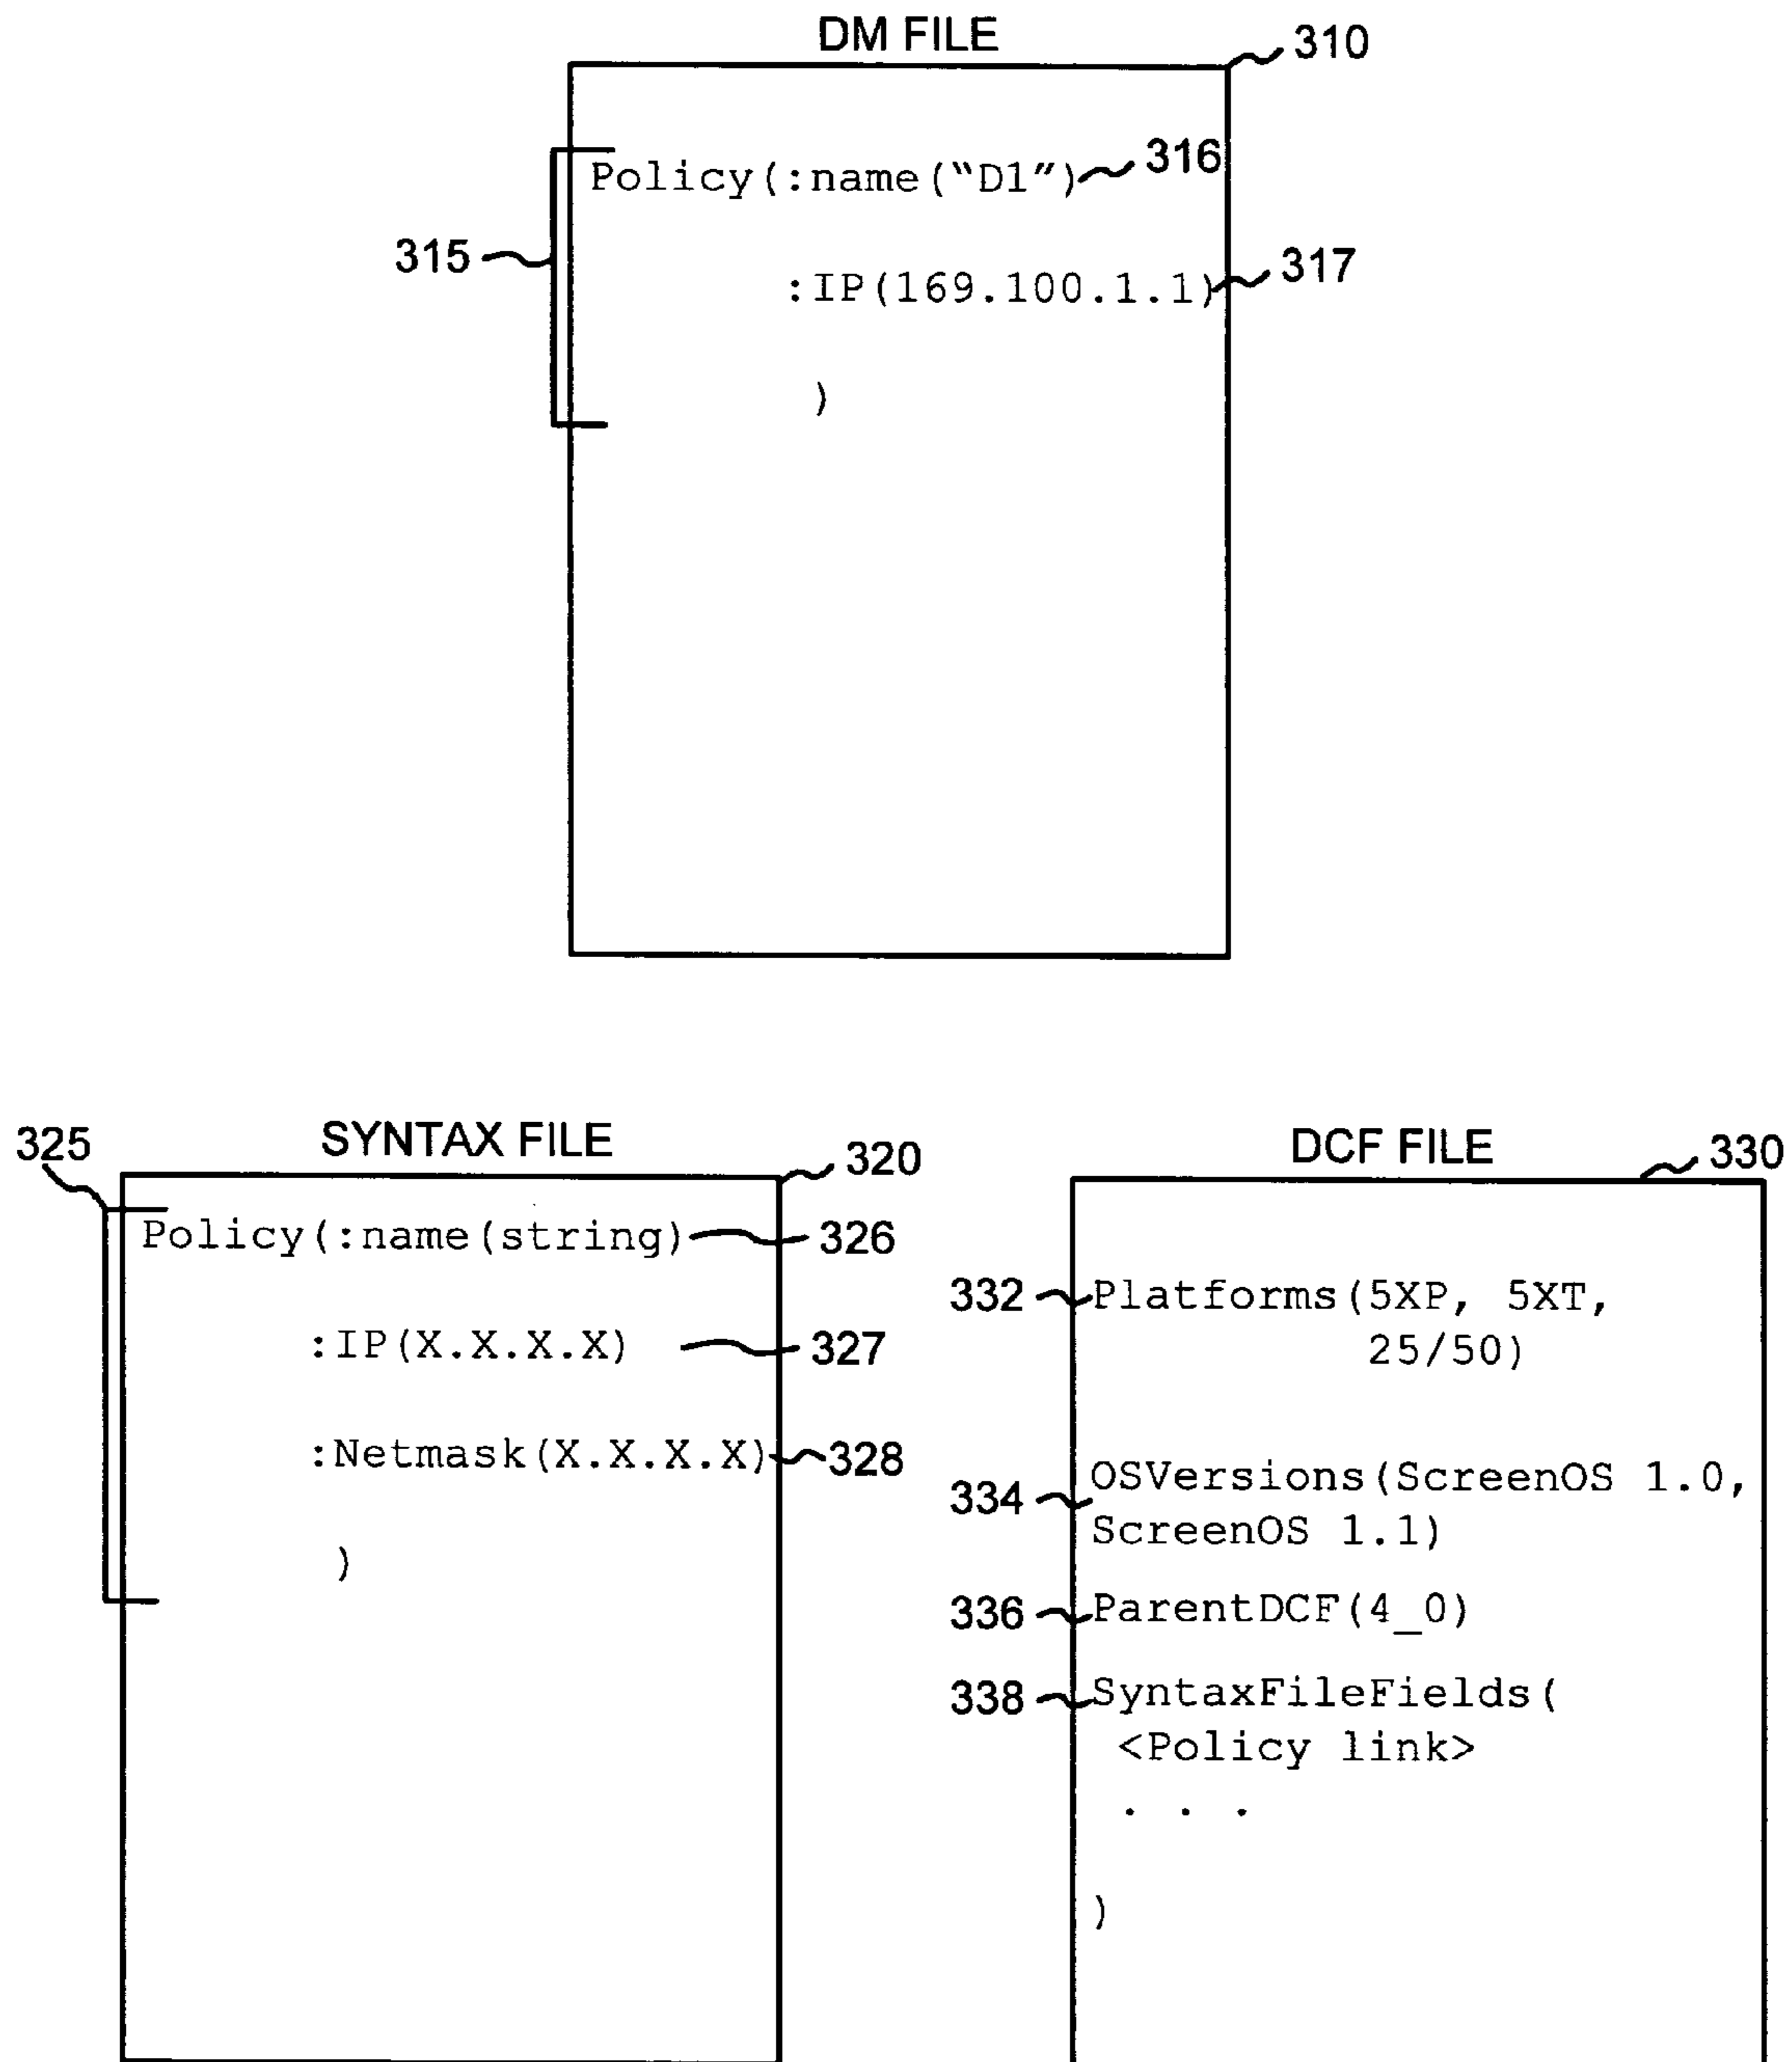 DM FILE
310
Policy(:name("D1") 316
315
:IP(169.100.1.1) 317
)
SYNTAX FILE
325
320
Policy(:name(string) 326
:IP(X.X.X.X) 327
:Netmask(X.X.X.X) 328
)
DCF FILE
330
332 Platforms(5XP, 5XT,
25/50)
334 OSVersions(ScreenOS 1.0,
ScreenOS 1.1)
336 ParentDCF(4_0)
338 SyntaxFileFields(
<Policy link>
. . .
)